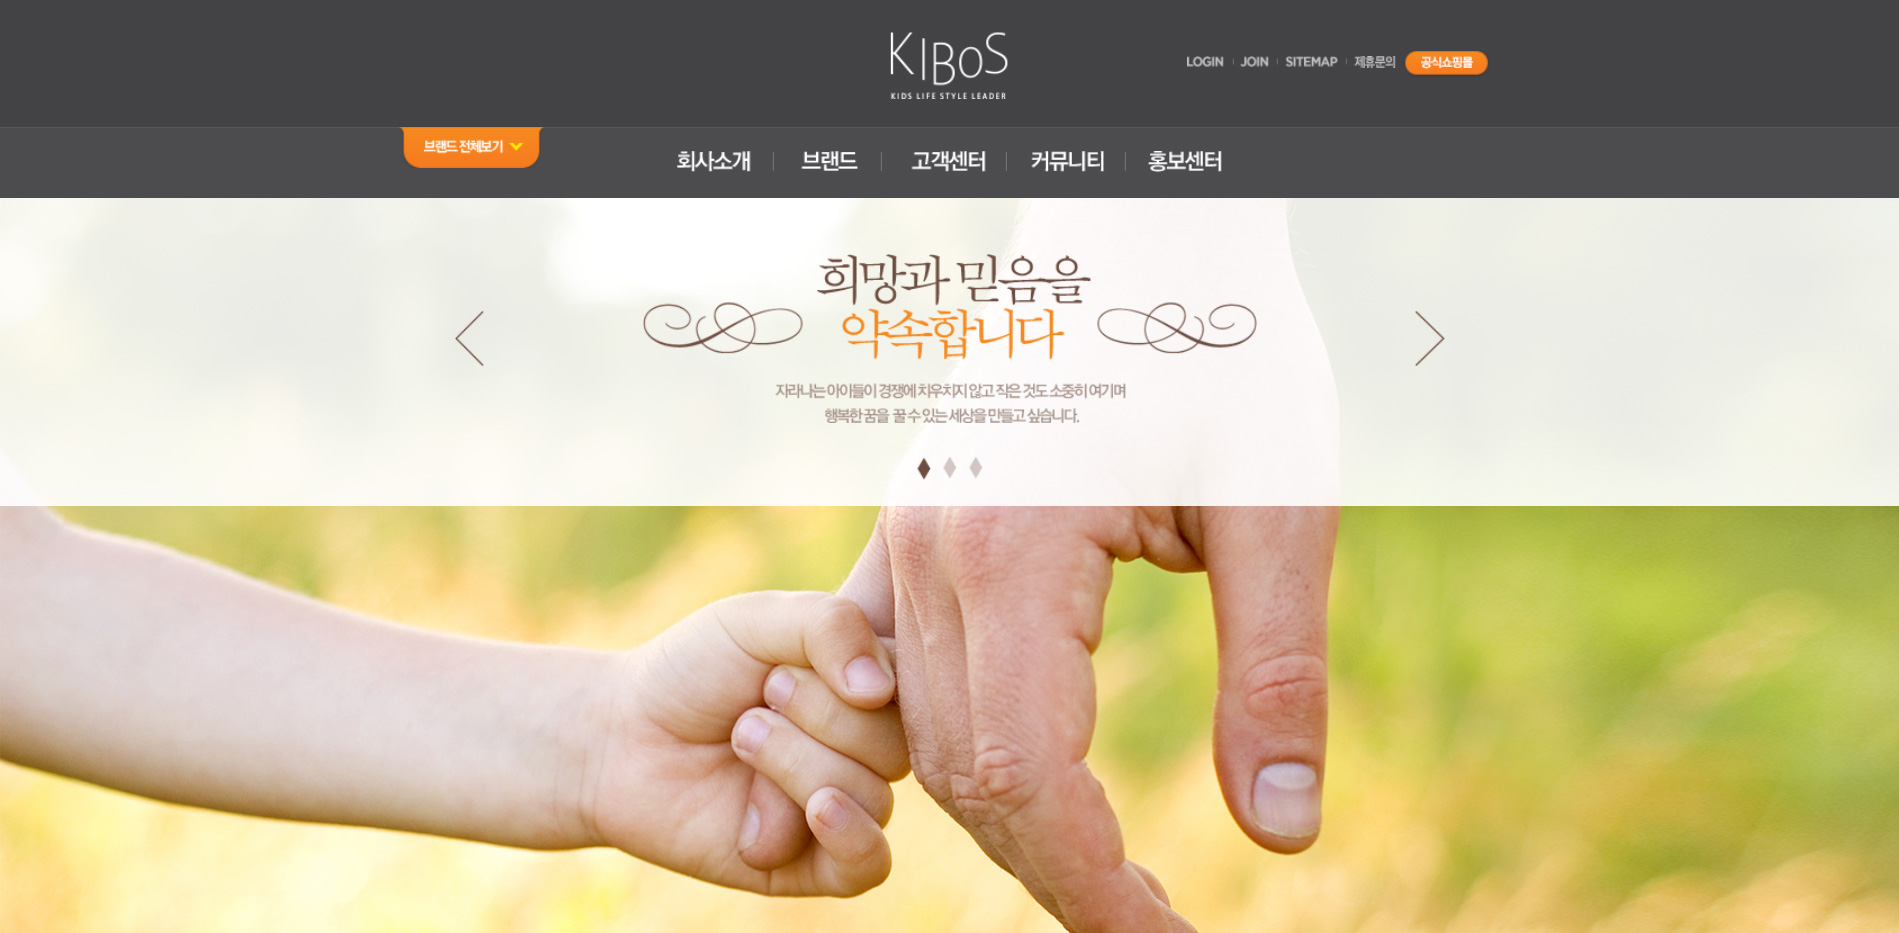 KIBoS
KIDS LIFE STYLE LEADER
LOGIN JOIN SITEMAP 제휴문의 공식쇼핑몰
브랜드 전체보기
회사소개 브랜드 고객센터 커뮤니티 홍보센터
희망과 믿음을
약속합니다
자라나는 아이들이 경쟁에 치우치지 않고 작은 것도 소중히 여기며
행복한 꿈을 꿀 수 있는 세상을 만들고 싶습니다.